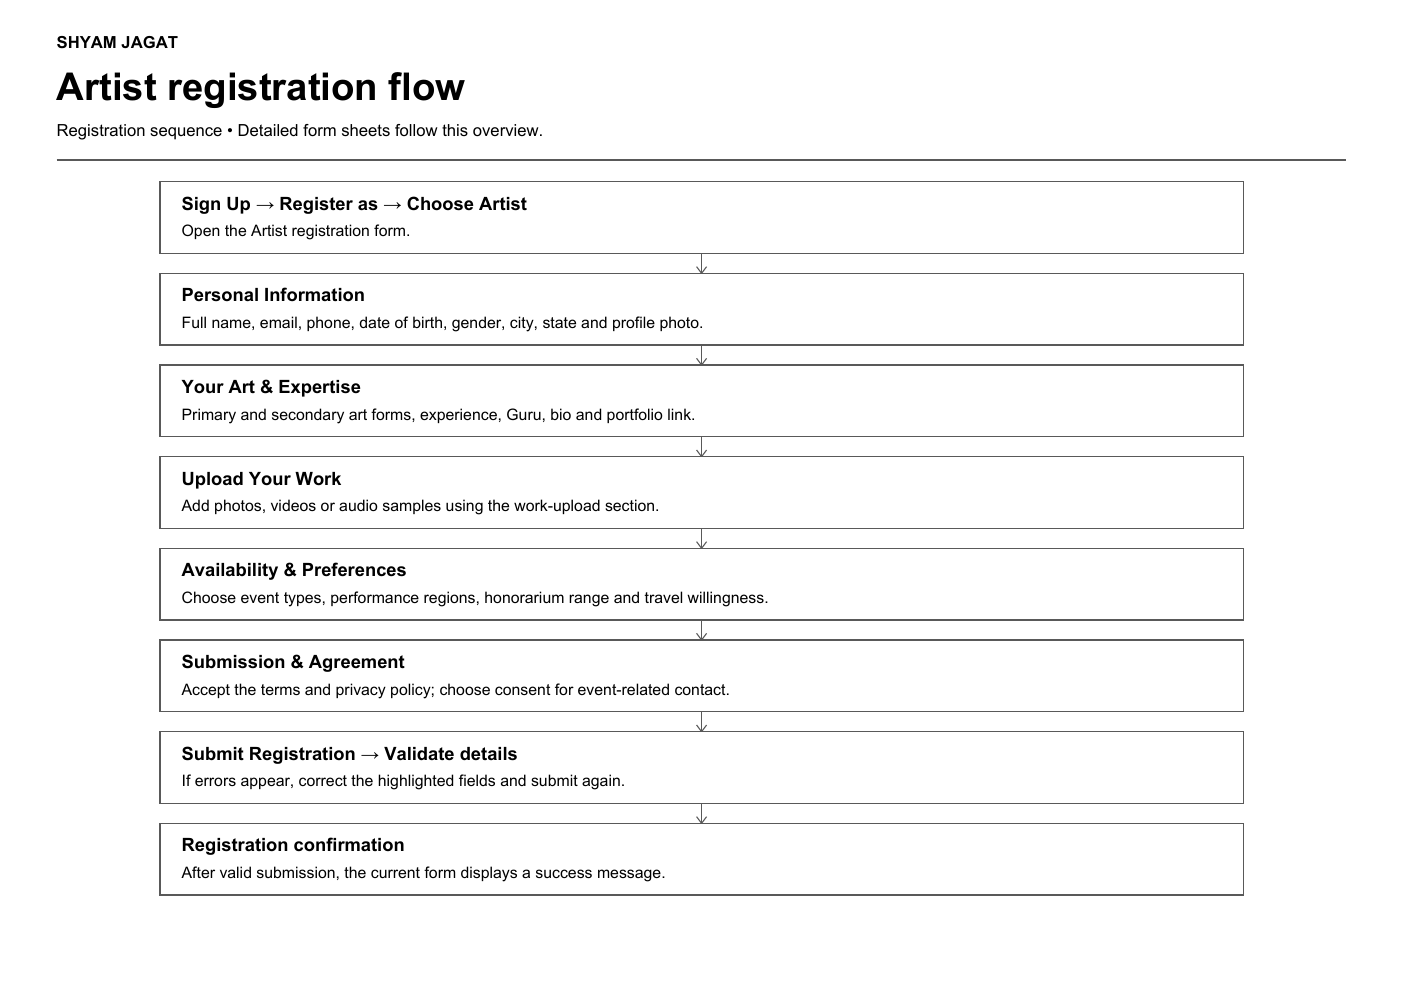 SHYAM JAGAT
Artist registration flow
Registration sequence • Detailed form sheets follow this overview.
Sign Up → Register as → Choose Artist
Open the Artist registration form.
Personal Information
Full name, email, phone, date of birth, gender, city, state and profile photo.
Your Art & Expertise
Primary and secondary art forms, experience, Guru, bio and portfolio link.
Upload Your Work
Add photos, videos or audio samples using the work-upload section.
Availability & Preferences
Choose event types, performance regions, honorarium range and travel willingness.
Submission & Agreement
Accept the terms and privacy policy; choose consent for event-related contact.
Submit Registration → Validate details
If errors appear, correct the highlighted fields and submit again.
Registration confirmation
After valid submission, the current form displays a success message.